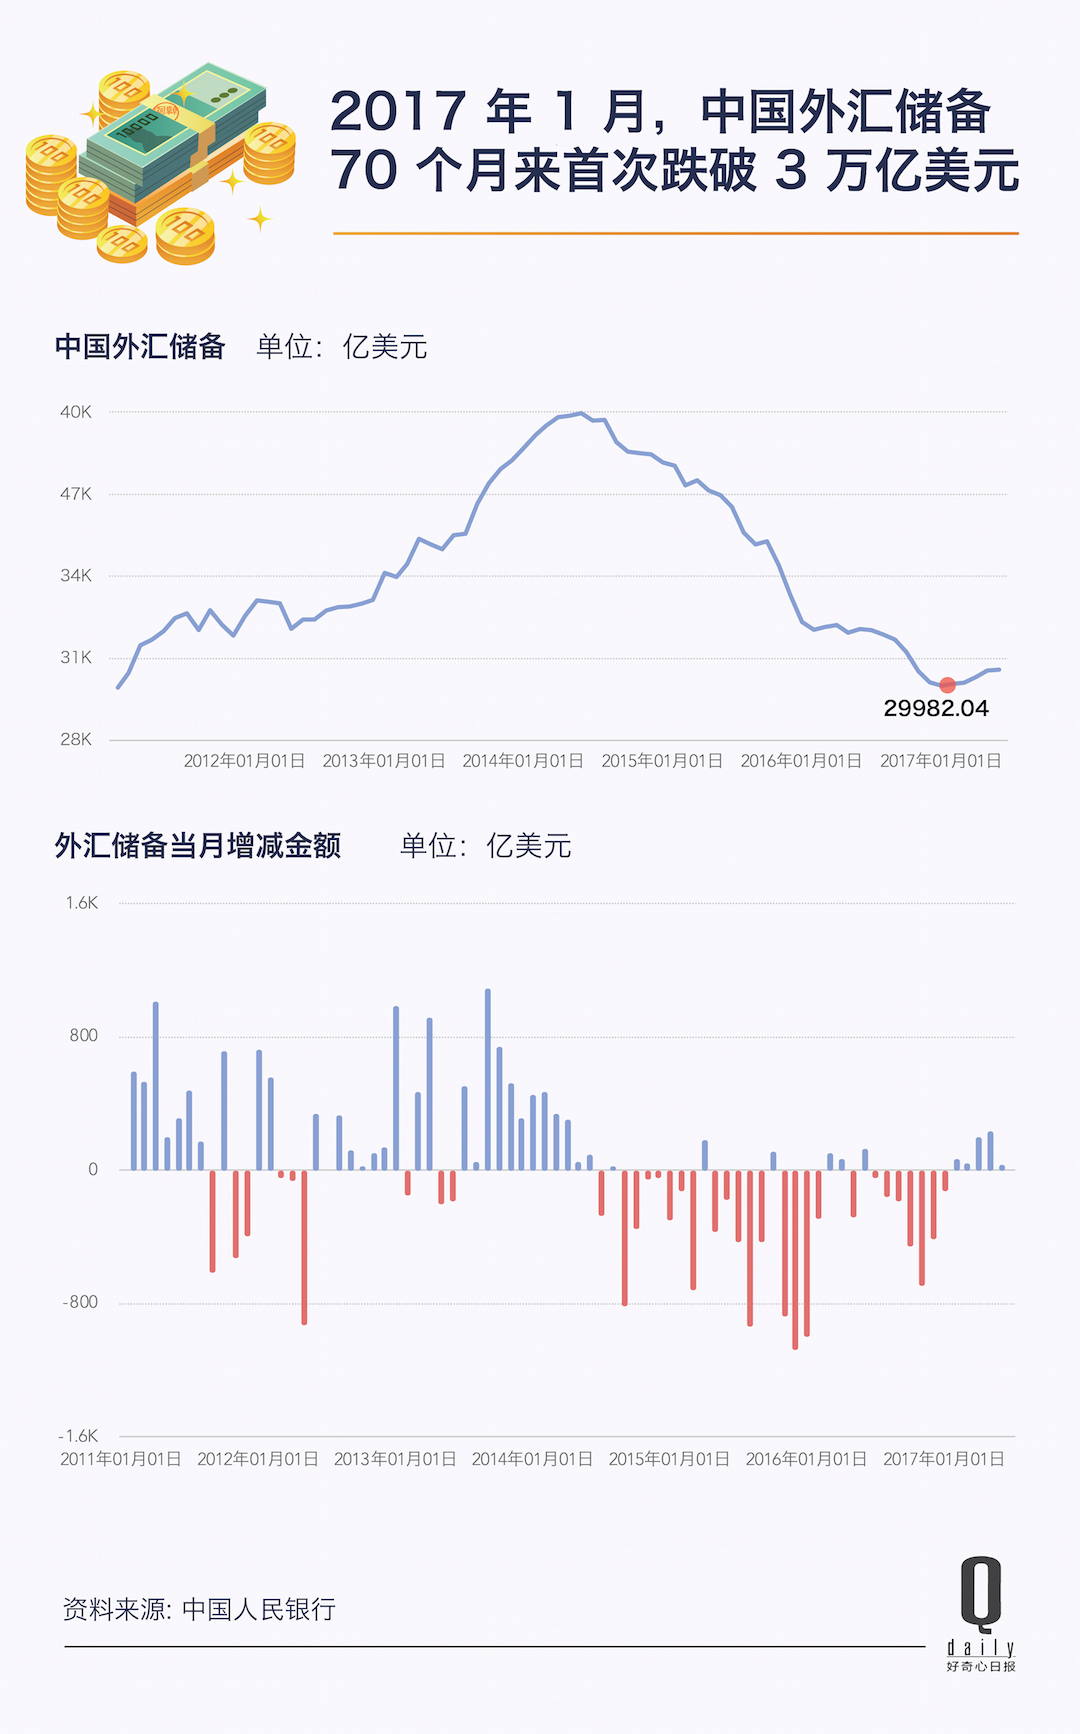 2017 年 1 月，中国外汇储备
70 个月来首次跌破 3 万亿美元
100
100
100
100
100
100
10000
中国外汇储备 单位：亿美元
40K
47K
34K
31K
29982.04
28K
2012年01月01日 2013年01月01日 2014年01月01日 2015年01月01日 2016年01月01日 2017年01月01日
外汇储备当月增减金额 单位：亿美元
1.6K
800
0
-800
-1.6K
2011年01月01日 2012年01月01日 2013年01月01日 2014年01月01日 2015年01月01日 2016年01月01日 2017年01月01日
资料来源: 中国人民银行
Q
daily
好奇心日报